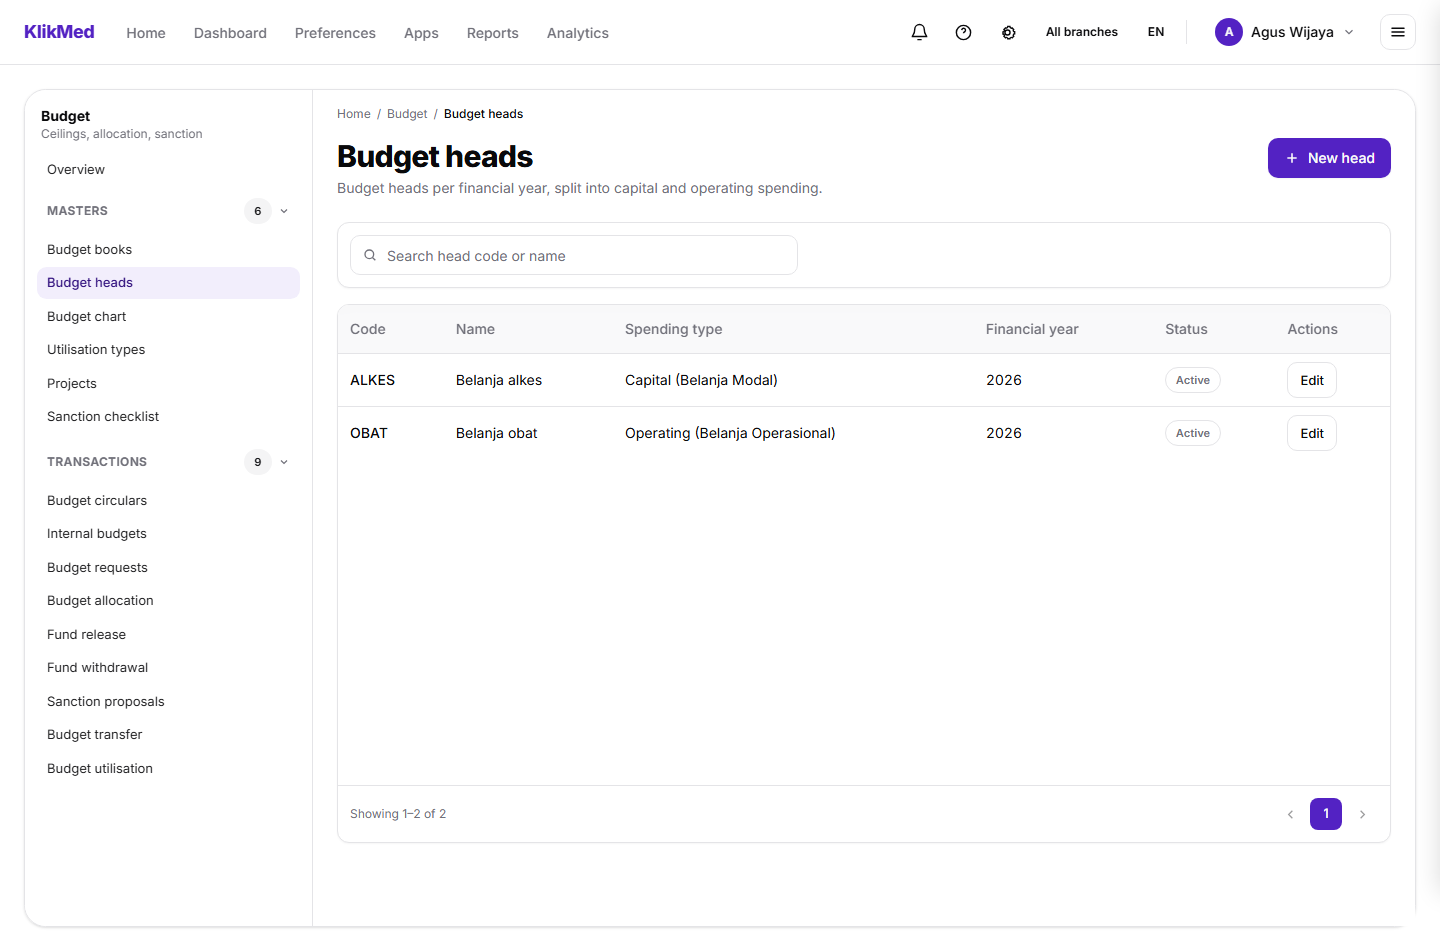 KlikMed
Home
Dashboard
Preferences
Apps
Reports
Analytics
All branches
EN
A
Agus Wijaya
Budget
Ceilings, allocation, sanction
Overview
MASTERS
6
Budget books
Budget heads
Budget chart
Utilisation types
Projects
Sanction checklist
TRANSACTIONS
9
Budget circulars
Internal budgets
Budget requests
Budget allocation
Fund release
Fund withdrawal
Sanction proposals
Budget transfer
Budget utilisation
Home / Budget / Budget heads
Budget heads
Budget heads per financial year, split into capital and operating spending.
+ New head
Search head code or name
Code Name Spending type Financial year Status Actions
ALKES Belanja alkes Capital (Belanja Modal) 2026 Active Edit
OBAT Belanja obat Operating (Belanja Operasional) 2026 Active Edit
Showing 1–2 of 2
1